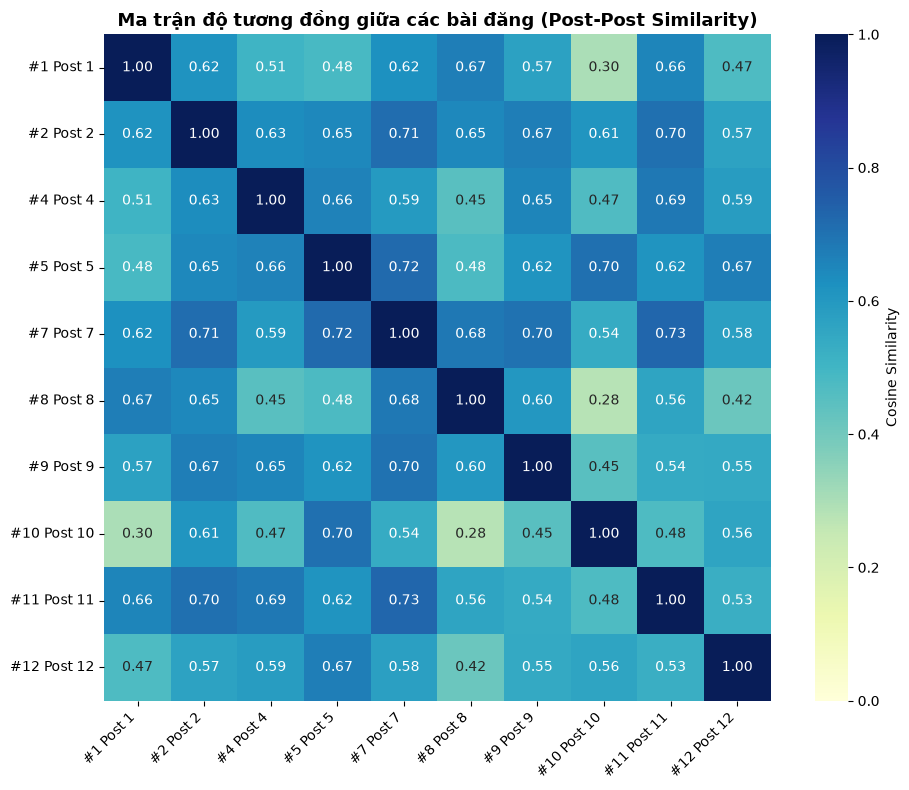 Ma trận độ tương đồng giữa các bài đăng (Post-Post Similarity)
#1 Post 1 1.00 0.62 0.51 0.48 0.62 0.67 0.57 0.30 0.66 0.47
#2 Post 2 0.62 1.00 0.63 0.65 0.71 0.65 0.67 0.61 0.70 0.57
#4 Post 4 0.51 0.63 1.00 0.66 0.59 0.45 0.65 0.47 0.69 0.59
#5 Post 5 0.48 0.65 0.66 1.00 0.72 0.48 0.62 0.70 0.62 0.67
#7 Post 7 0.62 0.71 0.59 0.72 1.00 0.68 0.70 0.54 0.73 0.58
#8 Post 8 0.67 0.65 0.45 0.48 0.68 1.00 0.60 0.28 0.56 0.42
#9 Post 9 0.57 0.67 0.65 0.62 0.70 0.60 1.00 0.45 0.54 0.55
#10 Post 10 0.30 0.61 0.47 0.70 0.54 0.28 0.45 1.00 0.48 0.56
#11 Post 11 0.66 0.70 0.69 0.62 0.73 0.56 0.54 0.48 1.00 0.53
#12 Post 12 0.47 0.57 0.59 0.67 0.58 0.42 0.55 0.56 0.53 1.00
#1 Post 1 #2 Post 2 #4 Post 4 #5 Post 5 #7 Post 7 #8 Post 8 #9 Post 9 #10 Post 10 #11 Post 11 #12 Post 12
1.0
0.8
0.6
0.4
0.2
0.0
Cosine Similarity